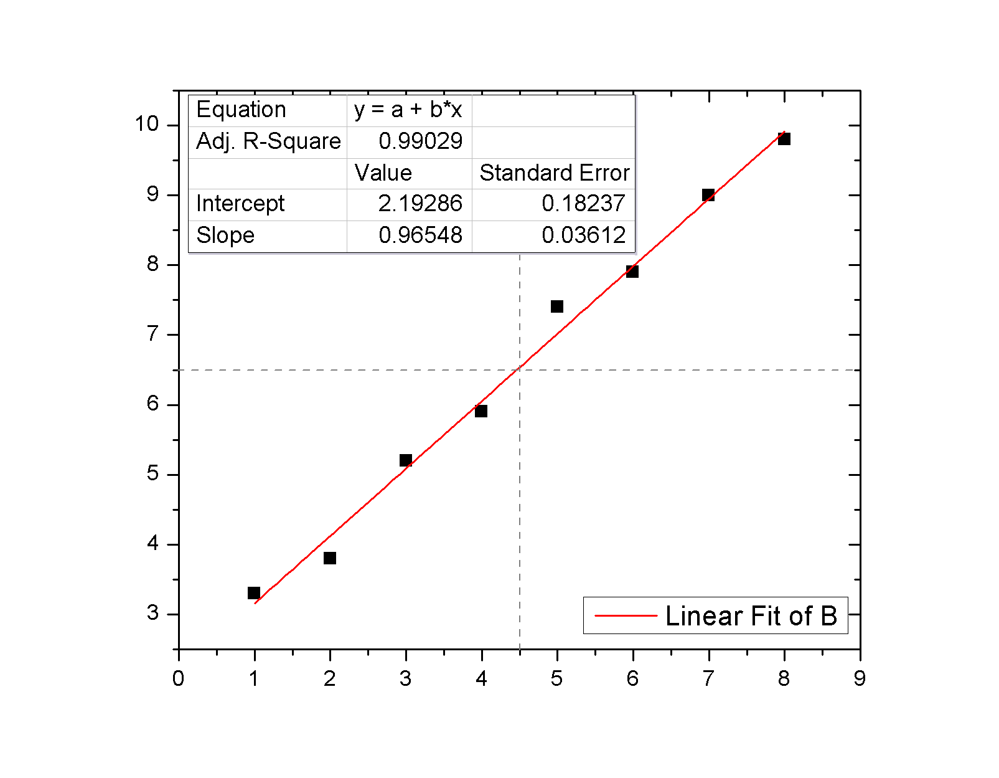 Equation y = a + b*x
Adj. R-Square 0.99029
Value Standard Error
Intercept 2.19286 0.18237
Slope 0.96548 0.03612
10
9
8
7
6
5
4
3
Linear Fit of B
0 1 2 3 4 5 6 7 8 9